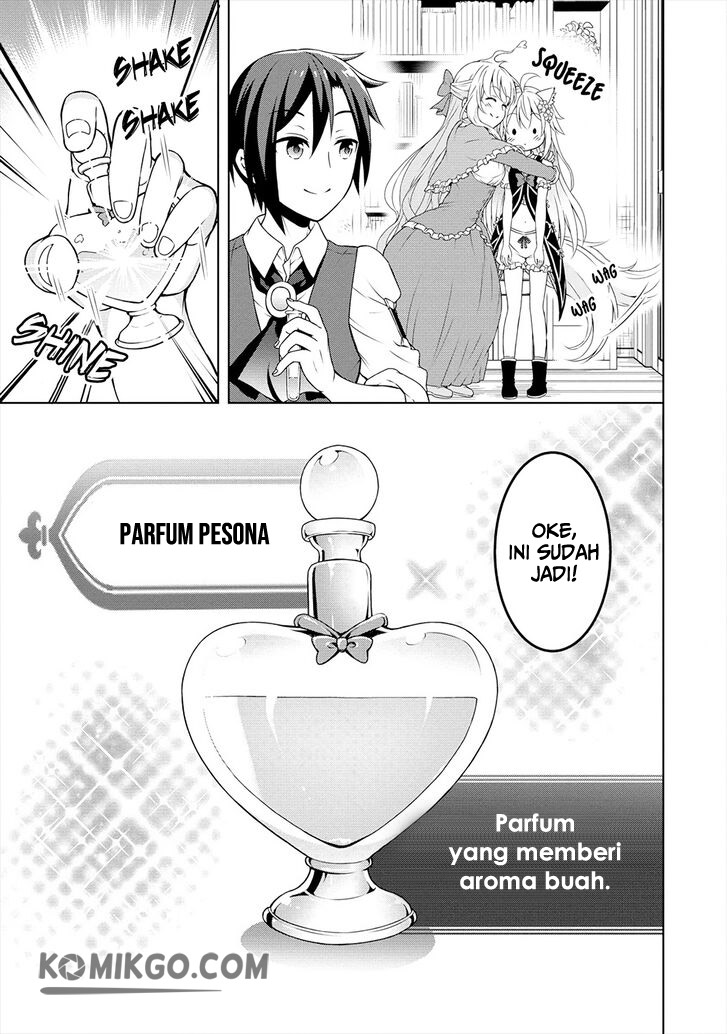 SQUEEZE
WAG
WAG
SHAKE
SHAKE
SHINE
OKE,
INI SUDAH
JADI!
PARFUM PESONA
Parfum
yang memberi
aroma buah.
KOMIKGO.COM